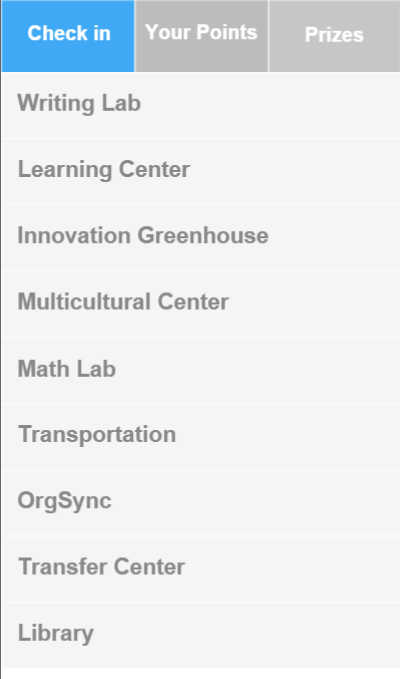 Check in Your Points Prizes
Writing Lab
Learning Center
Innovation Greenhouse
Multicultural Center
Math Lab
Transportation
OrgSync
Transfer Center
Library